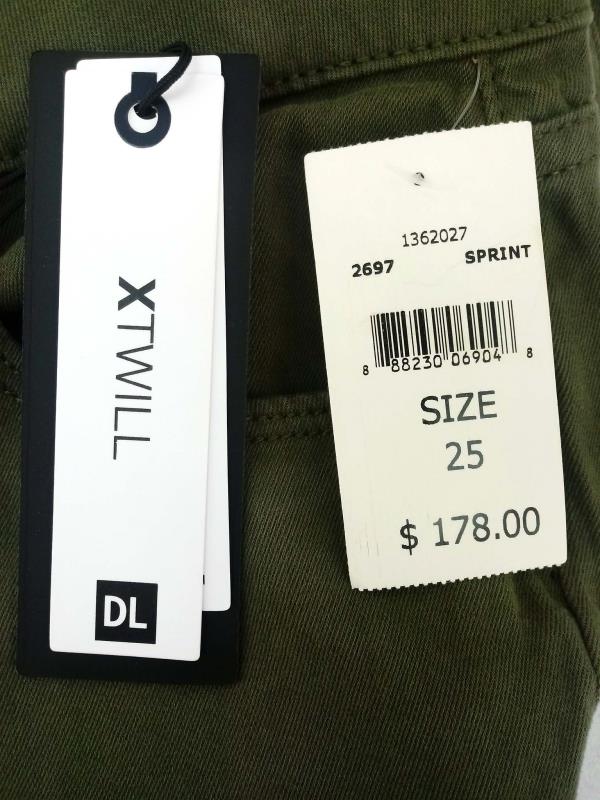 XTWILL
DL
1362027
2697 SPRINT
8 88230 06904 8
SIZE
25
$ 178.00